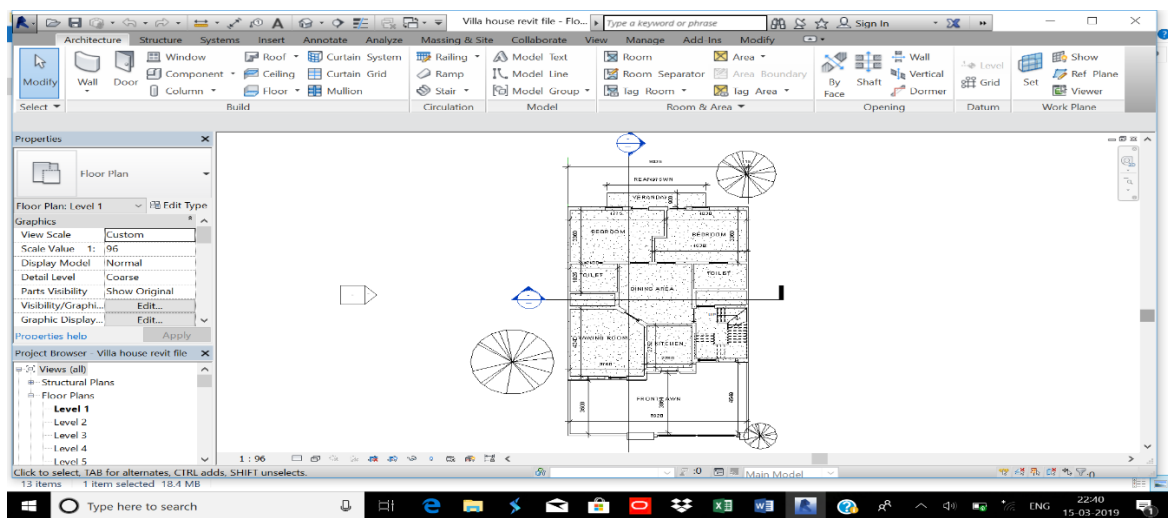 Villa house revit file - Flo...
Type a keyword or phrase
Sign In
Architecture Structure Systems Insert Annotate Analyze Massing & Site Collaborate View Manage Add-Ins Modify
Modify
Wall
Door
Window
Component
Column
Roof
Ceiling
Floor
Curtain System
Curtain Grid
Mullion
Railing
Ramp
Stair
Model Text
Model Line
Model Group
Room
Room Separator
Tag Room
Area
Area Boundary
Tag Area
By Face
Shaft
Wall
Vertical
Dormer
Level
Grid
Set
Show
Ref Plane
Viewer
Select Build Circulation Model Room & Area Opening Datum Work Plane
Properties
Floor Plan
Floor Plan: Level 1 Edit Type
Graphics
View Scale Custom
Scale Value 1: 96
Display Model Normal
Detail Level Coarse
Parts Visibility Show Original
Visibility/Graphi... Edit...
Graphic Display... Edit...
Properties help Apply
Project Browser - Villa house revit file
Views (all)
Structural Plans
Floor Plans
Level 1
Level 2
Level 3
Level 4
Level 5
VERANDA
BEDROOM
BEDROOM
TOILET
TOILET
DINING AREA
KITCHEN
1 : 96
Click to select, TAB for alternates, CTRL adds, SHIFT unselects.
:0
Main Model
:0
13 items 1 item selected 18.4 MB
Type here to search
ENG
22:40
15-03-2019